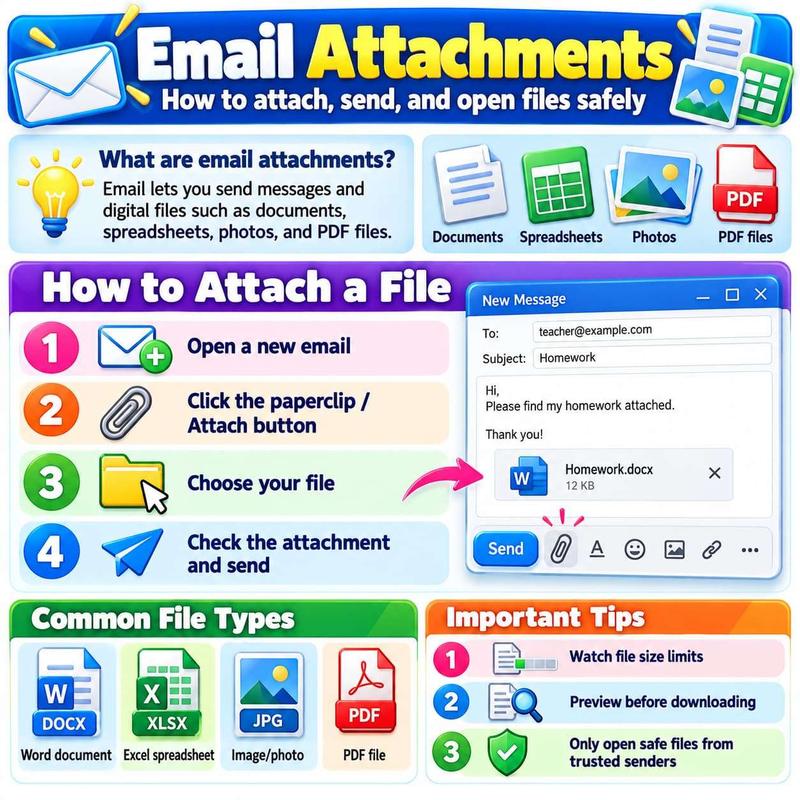 Email Attachments
How to attach, send, and open files safely
What are email attachments?
Email lets you send messages and
digital files such as documents,
spreadsheets, photos, and PDF files.
PDF
Documents
Spreadsheets
Photos
PDF files
How to Attach a File
1
Open a new email
2
Click the paperclip /
Attach button
3
Choose your file
4
Check the attachment
and send
New Message
To:
teacher@example.com
Subject:
Homework
Hi,
Please find my homework attached.
Thank you!
W
Homework.docx
12 KB
Send
A
Common File Types
W
DOCX
Word document
X
XLSX
Excel spreadsheet
JPG
Image/photo
PDF
PDF file
Important Tips
1
Watch file size limits
2
Preview before downloading
3
Only open safe files from
trusted senders